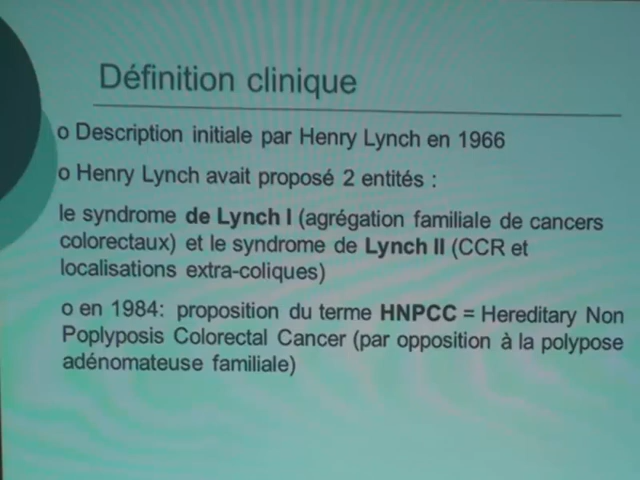 Définition clinique
o Description initiale par Henry Lynch en 1966
o Henry Lynch avait proposé 2 entités :
le syndrome de Lynch I (agrégation familiale de cancers
colorectaux) et le syndrome de Lynch II (CCR et
localisations extra-coliques)
o en 1984: proposition du terme HNPCC = Hereditary Non
Poplyposis Colorectal Cancer (par opposition à la polypose
adénomateuse familiale)